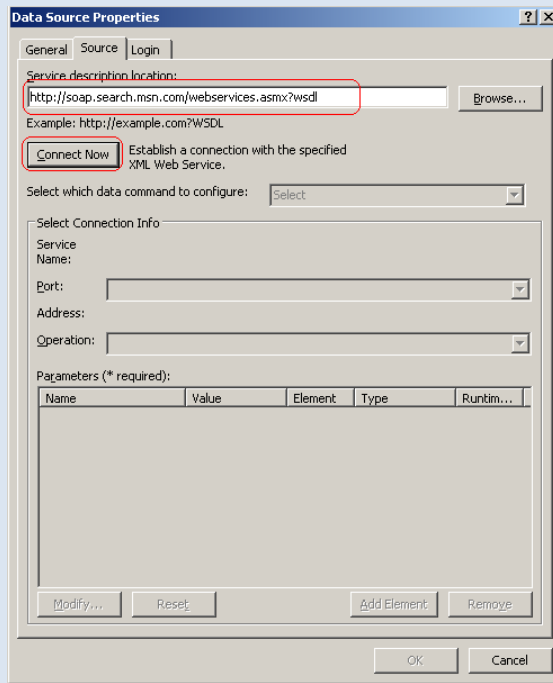 Data Source Properties
General Source Login
Service description location:
http://soap.search.msn.com/webservices.asmx?wsdl Browse...
Example: http://example.com?WSDL
Connect Now Establish a connection with the specified
XML Web Service.
Select which data command to configure: Select
Select Connection Info
Service
Name:
Port:
Address:
Operation:
Parameters (* required):
Name Value Element Type Runtim...
Modify... Reset Add Element Remove
OK Cancel